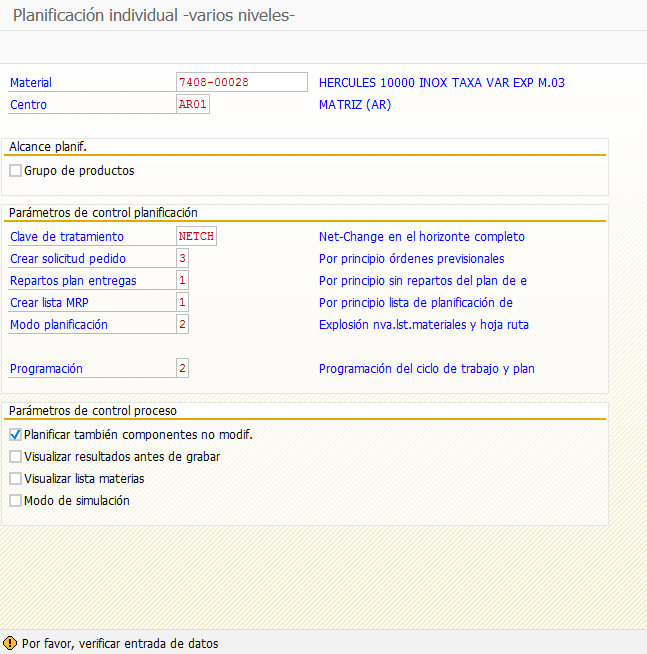 Planificación individual -varios niveles-
Material 7408-00028 HERCULES 10000 INOX TAXA VAR EXP M.03
Centro AR01 MATRIZ (AR)
Alcance planif.
Grupo de productos
Parámetros de control planificación
Clave de tratamiento NETCH Net-Change en el horizonte completo
Crear solicitud pedido 3 Por principio órdenes previsionales
Repartos plan entregas 1 Por principio sin repartos del plan de e
Crear lista MRP 1 Por principio lista de planificación de
Modo planificación 2 Explosión nva.lst.materiales y hoja ruta
Programación 2 Programación del ciclo de trabajo y plan
Parámetros de control proceso
Planificar también componentes no modif.
Visualizar resultados antes de grabar
Visualizar lista materias
Modo de simulación
Por favor, verificar entrada de datos